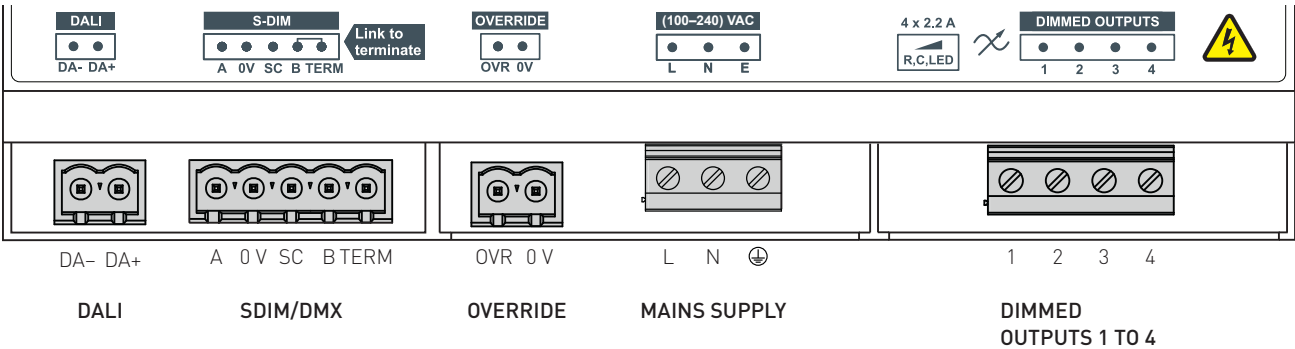 DALI
DA- DA+
S-DIM
A 0V SC B TERM
Link to
terminate
OVERRIDE
OVR 0V
(100–240) VAC
L N E
4 x 2.2 A
R,C,LED
DIMMED OUTPUTS
1 2 3 4
DA– DA+
A 0 V SC B TERM
OVR 0 V
L N
1 2 3 4
DALI
SDIM/DMX
OVERRIDE
MAINS SUPPLY
DIMMED
OUTPUTS 1 TO 4